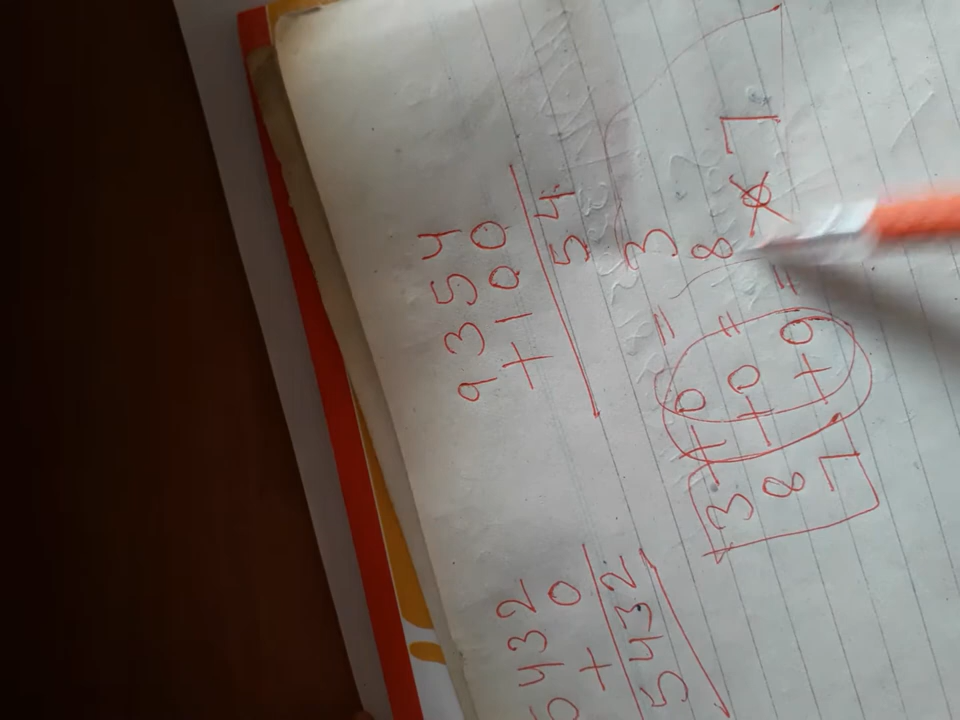 5432
+ 0
5432
9354
+100
54
3+0 = 3
8+0 = 8
7+0 = 7